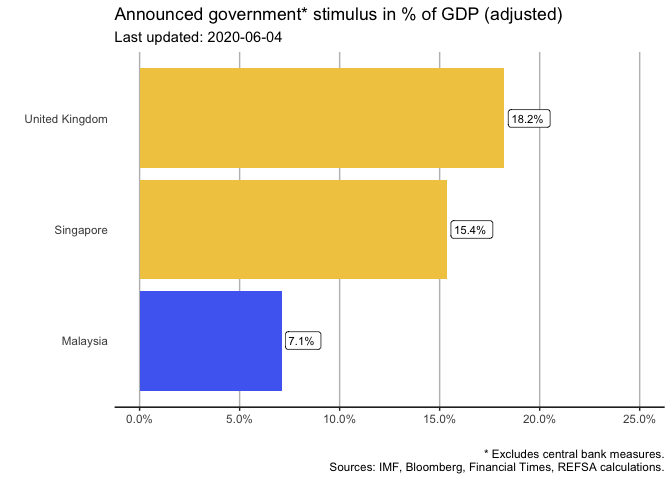 Announced government* stimulus in % of GDP (adjusted)
Last updated: 2020-06-04
United Kingdom
18.2%
Singapore
15.4%
Malaysia
7.1%
0.0% 5.0% 10.0% 15.0% 20.0% 25.0%
* Excludes central bank measures.
Sources: IMF, Bloomberg, Financial Times, REFSA calculations.